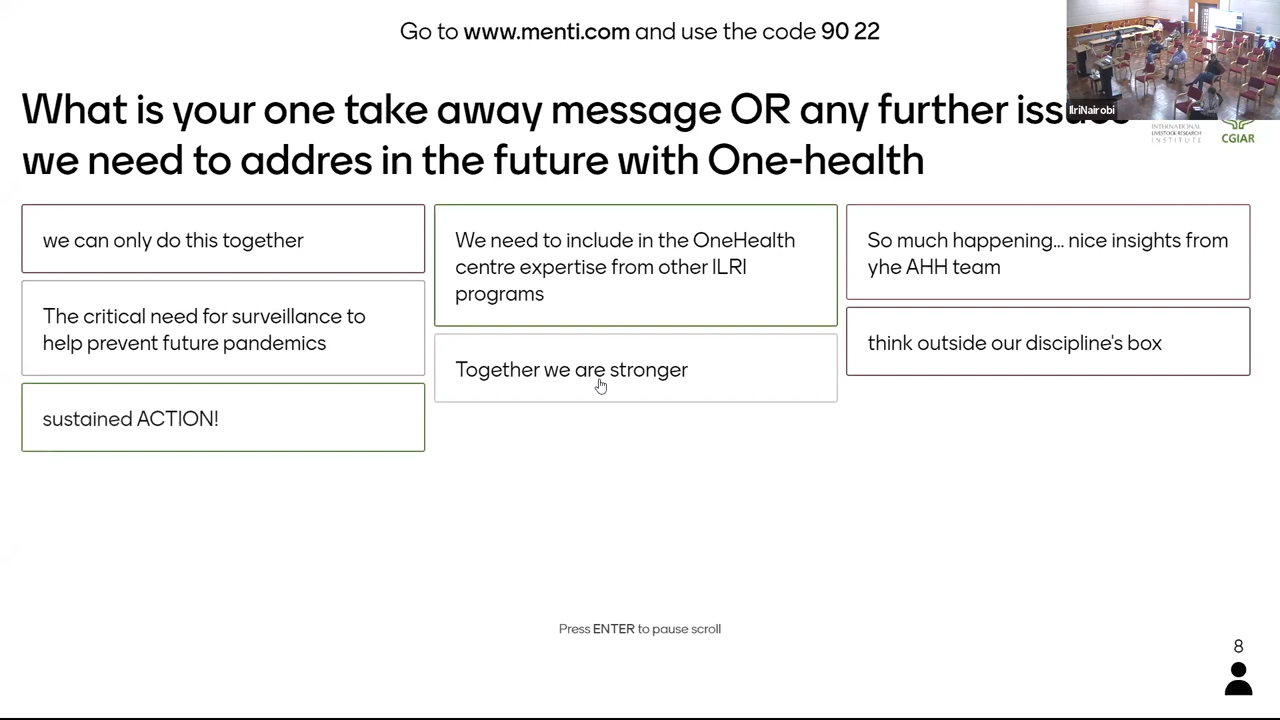 Go to www.menti.com and use the code 90 22
IlriNairobi
What is your one take away message OR any further issues
we need to addres in the future with One-health
INTERNATIONAL
LIVESTOCK RESEARCH
INSTITUTE
CGIAR
we can only do this together
The critical need for surveillance to
help prevent future pandemics
sustained ACTION!
We need to include in the OneHealth
centre expertise from other ILRI
programs
Together we are stronger
So much happening... nice insights from
yhe AHH team
think outside our discipline's box
Press ENTER to pause scroll
8